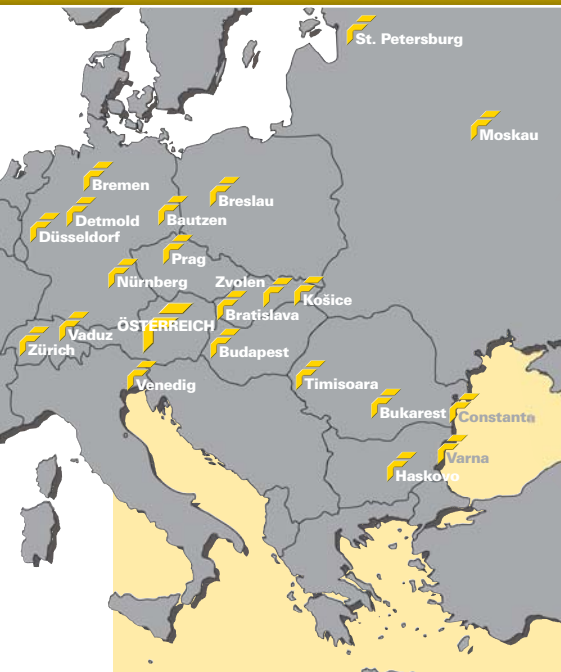 St. Petersburg
Moskau
Bremen
Breslau
Detmold
Bautzen
Düsseldorf
Prag
Nürnberg
Zvolen
Košice
Bratislava
ÖSTERREICH
Vaduz
Zürich
Budapest
Venedig
Timisoara
Bukarest
Constanta
Varna
Haskovo